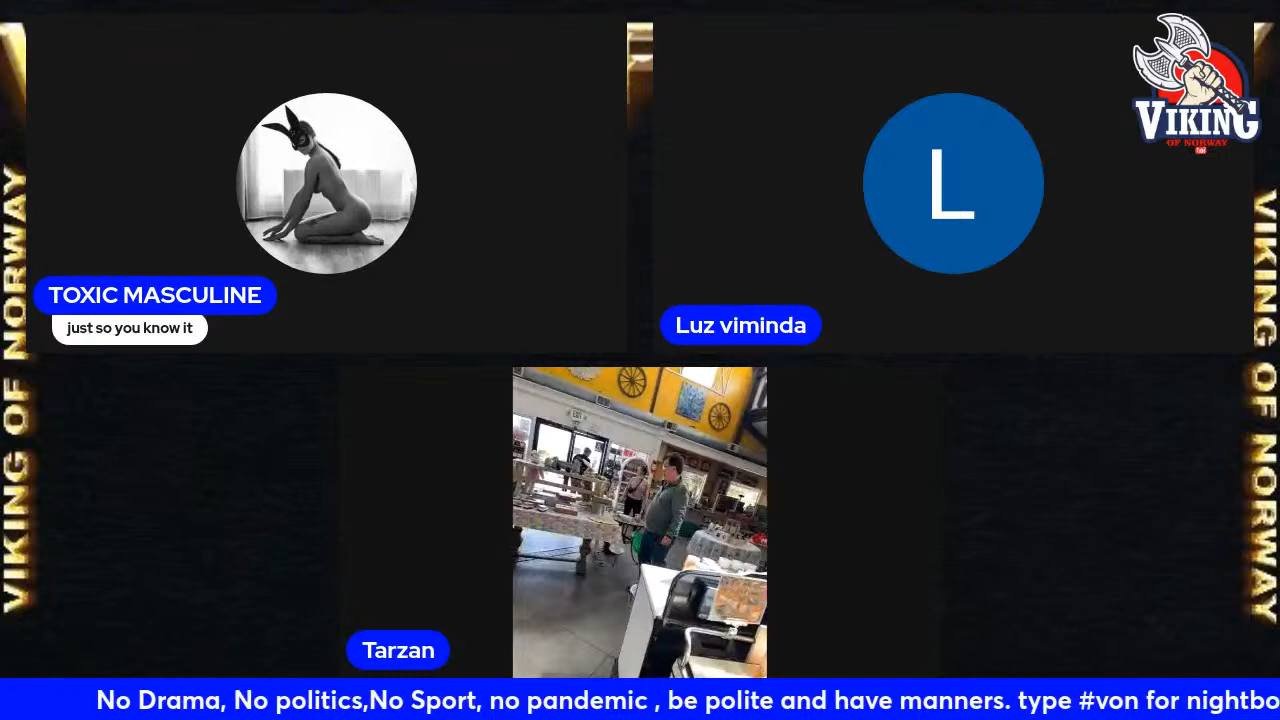 VIKING OF NORWAY
TOXIC MASCULINE
just so you know it
L
Luz viminda
VIKING
OF NORWAY
VIKING OF NORWAY
EXIT
Tarzan
No Drama, No politics,No Sport, no pandemic , be polite and have manners. type #von for nightbo